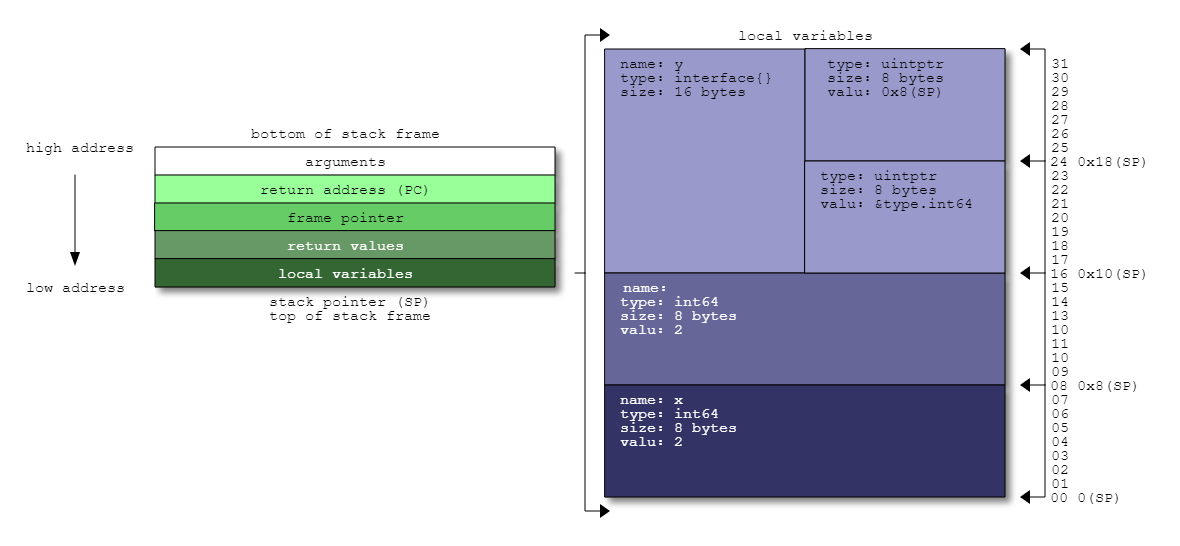 bottom of stack frame
high address
arguments
return address (PC)
frame pointer
return values
local variables
low address
stack pointer (SP)
top of stack frame
local variables
name: y
type: interface{}
size: 16 bytes
type: uintptr
size: 8 bytes
valu: 0x8(SP)
type: uintptr
size: 8 bytes
valu: &type.int64
name:
type: int64
size: 8 bytes
valu: 2
name: x
type: int64
size: 8 bytes
valu: 2
31
30
29
28
27
26
25
24 0x18(SP)
23
22
21
20
19
18
17
16 0x10(SP)
15
14
13
10
11
10
09
08 0x8(SP)
07
06
05
04
03
02
01
00 0(SP)